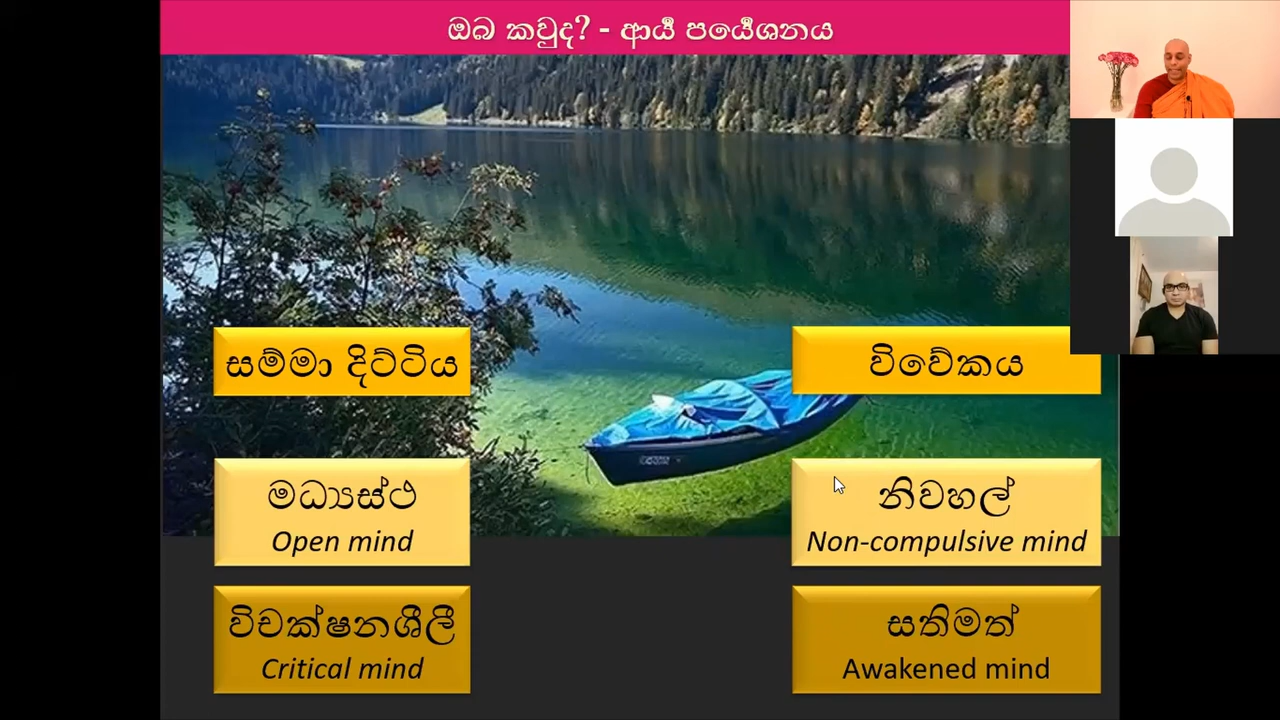 ඔබ කවුද? - ආර්‍ය පර්‍යේශනය
සම්මා දිට්ටිය
විවේකය
මධ්‍යස්ථ
Open mind
නිවහල්
Non-compulsive mind
විචක්ෂනශීලී
Critical mind
සතිමත්
Awakened mind